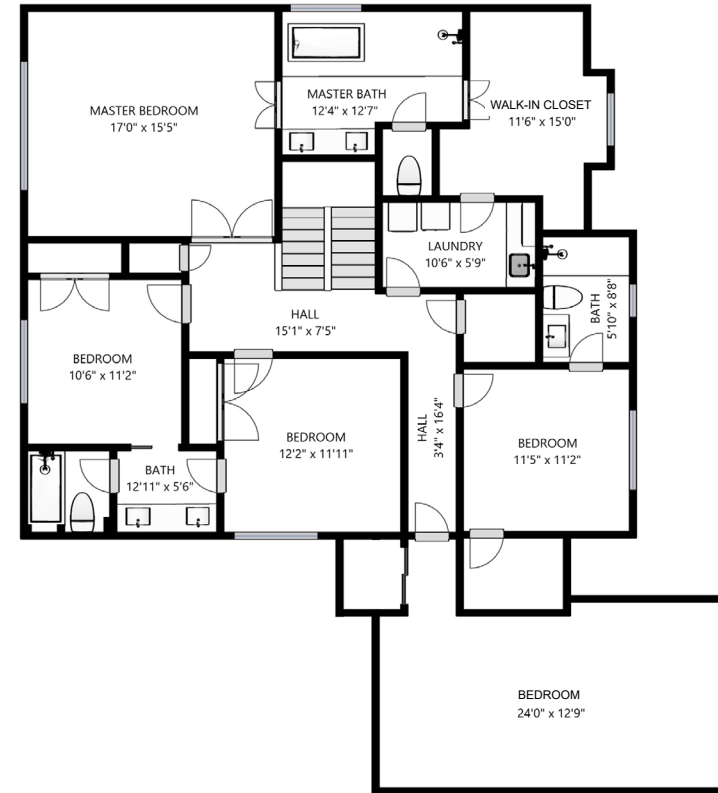 MASTER BEDROOM
17'0" x 15'5"
MASTER BATH
12'4" x 12'7"
WALK-IN CLOSET
11'6" x 15'0"
LAUNDRY
10'6" x 5'9"
HALL
15'1" x 7'5"
BATH
5'10" x 8'8"
BEDROOM
10'6" x 11'2"
BEDROOM
12'2" x 11'11"
HALL
3'4" x 16'4"
BEDROOM
11'5" x 11'2"
BATH
12'11" x 5'6"
BEDROOM
24'0" x 12'9"